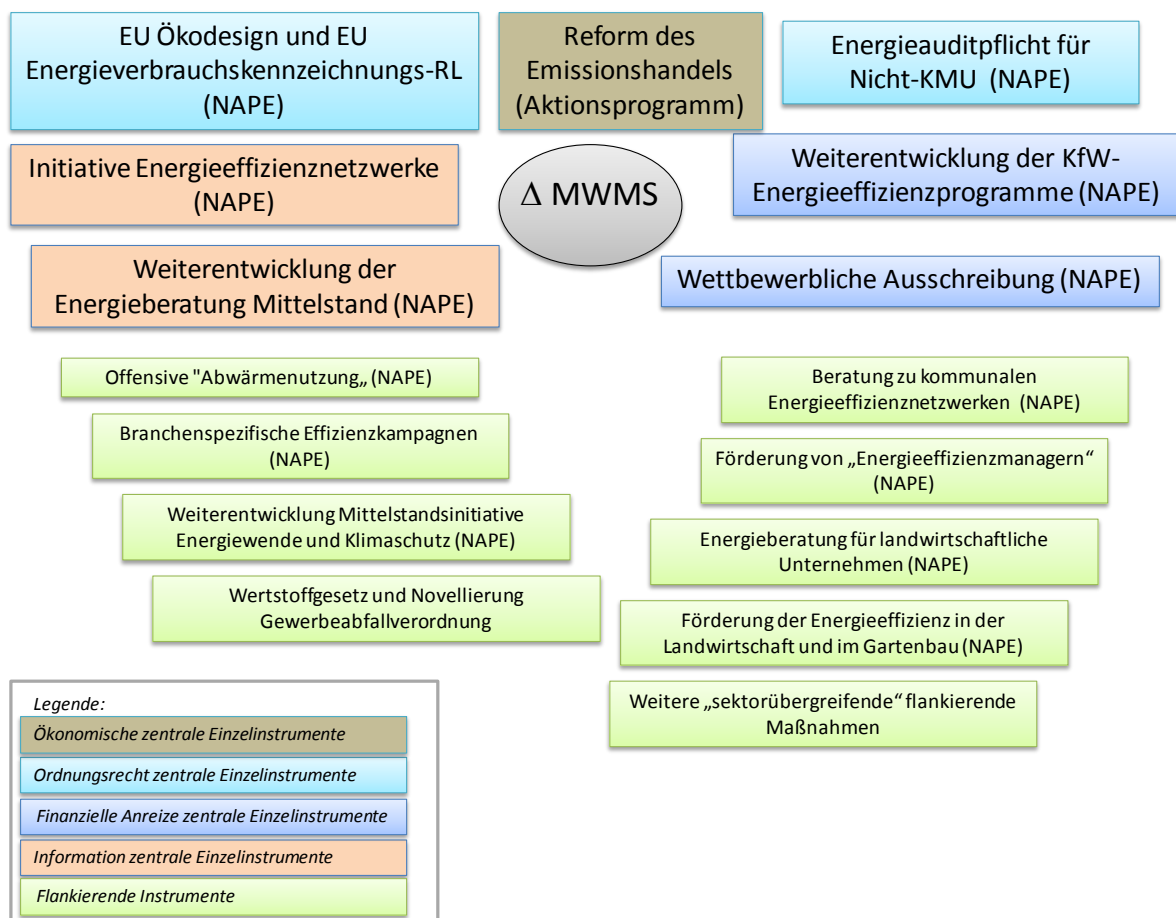 EU Ökodesign und EU
Energieverbrauchskennzeichnungs-RL
(NAPE)
Reform des
Emissionshandels
(Aktionsprogramm)
Energieauditpflicht für
Nicht-KMU (NAPE)
Initiative Energieeffizienznetzwerke
(NAPE)
Δ MWMS
Weiterentwicklung der KfW-
Energieeffizienzprogramme (NAPE)
Weiterentwicklung der
Energieberatung Mittelstand (NAPE)
Wettbewerbliche Ausschreibung (NAPE)
Offensive "Abwärmenutzung„ (NAPE)
Branchenspezifische Effizienzkampagnen
(NAPE)
Weiterentwicklung Mittelstandsinitiative
Energiewende und Klimaschutz (NAPE)
Wertstoffgesetz und Novellierung
Gewerbeabfallverordnung
Beratung zu kommunalen
Energieeffizienznetzwerken (NAPE)
Förderung von „Energieeffizienzmanagern“
(NAPE)
Energieberatung für landwirtschaftliche
Unternehmen (NAPE)
Förderung der Energieeffizienz in der
Landwirtschaft und im Gartenbau (NAPE)
Weitere „sektorübergreifende“ flankierende
Maßnahmen
Legende:
Ökonomische zentrale Einzelinstrumente
Ordnungsrecht zentrale Einzelinstrumente
Finanzielle Anreize zentrale Einzelinstrumente
Information zentrale Einzelinstrumente
Flankierende Instrumente